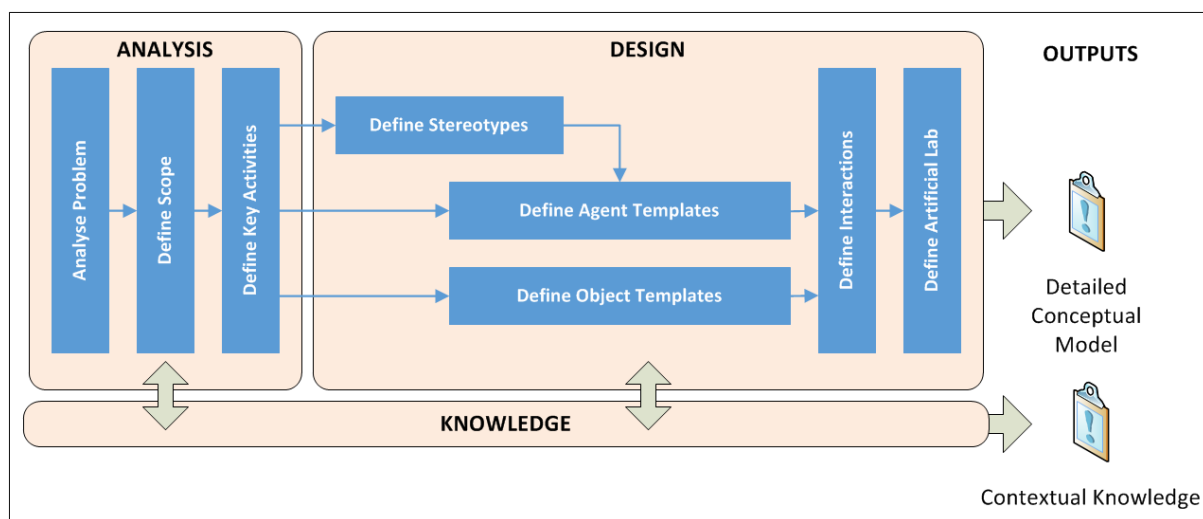 ANALYSIS
Analyse Problem
Define Scope
Define Key Activities
DESIGN
Define Stereotypes
Define Agent Templates
Define Object Templates
Define Interactions
Define Artificial Lab
OUTPUTS
Detailed
Conceptual
Model
KNOWLEDGE
Contextual Knowledge